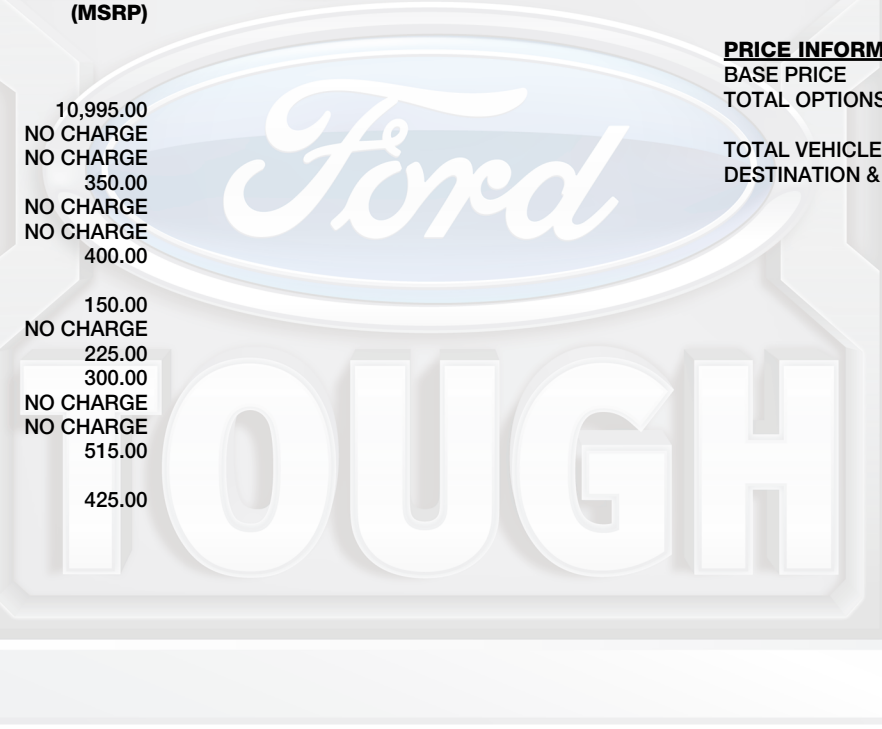 (MSRP)
10,995.00
NO CHARGE
NO CHARGE
350.00
NO CHARGE
NO CHARGE
400.00
150.00
NO CHARGE
225.00
300.00
NO CHARGE
NO CHARGE
515.00
425.00
PRICE INFORM
BASE PRICE
TOTAL OPTIONS
TOTAL VEHICLE
DESTINATION &
Ford
TOUGH